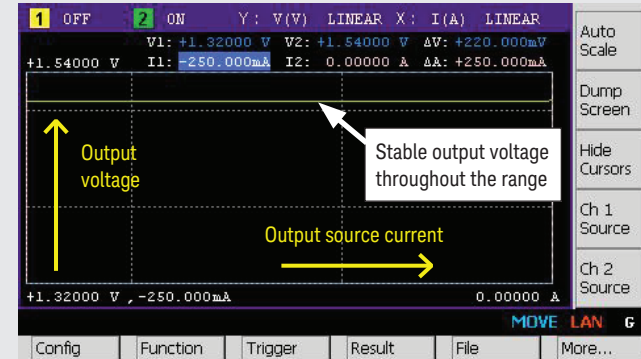 1 OFF 2 ON Y: V(V) LINEAR X: I(A) LINEAR
V1: +1.32000 V V2: +1.54000 V ΔV: +220.000mV
+1.54000 V I1: -250.000mA I2: 0.00000 A ΔA: +250.000mA
Stable output voltage
throughout the range
Output
voltage
Output source current
+1.32000 V ,-250.000mA 0.00000 A
MOVE LAN G
Auto
Scale
Dump
Screen
Hide
Cursors
Ch 1
Source
Ch 2
Source
Config Function Trigger Result File More...